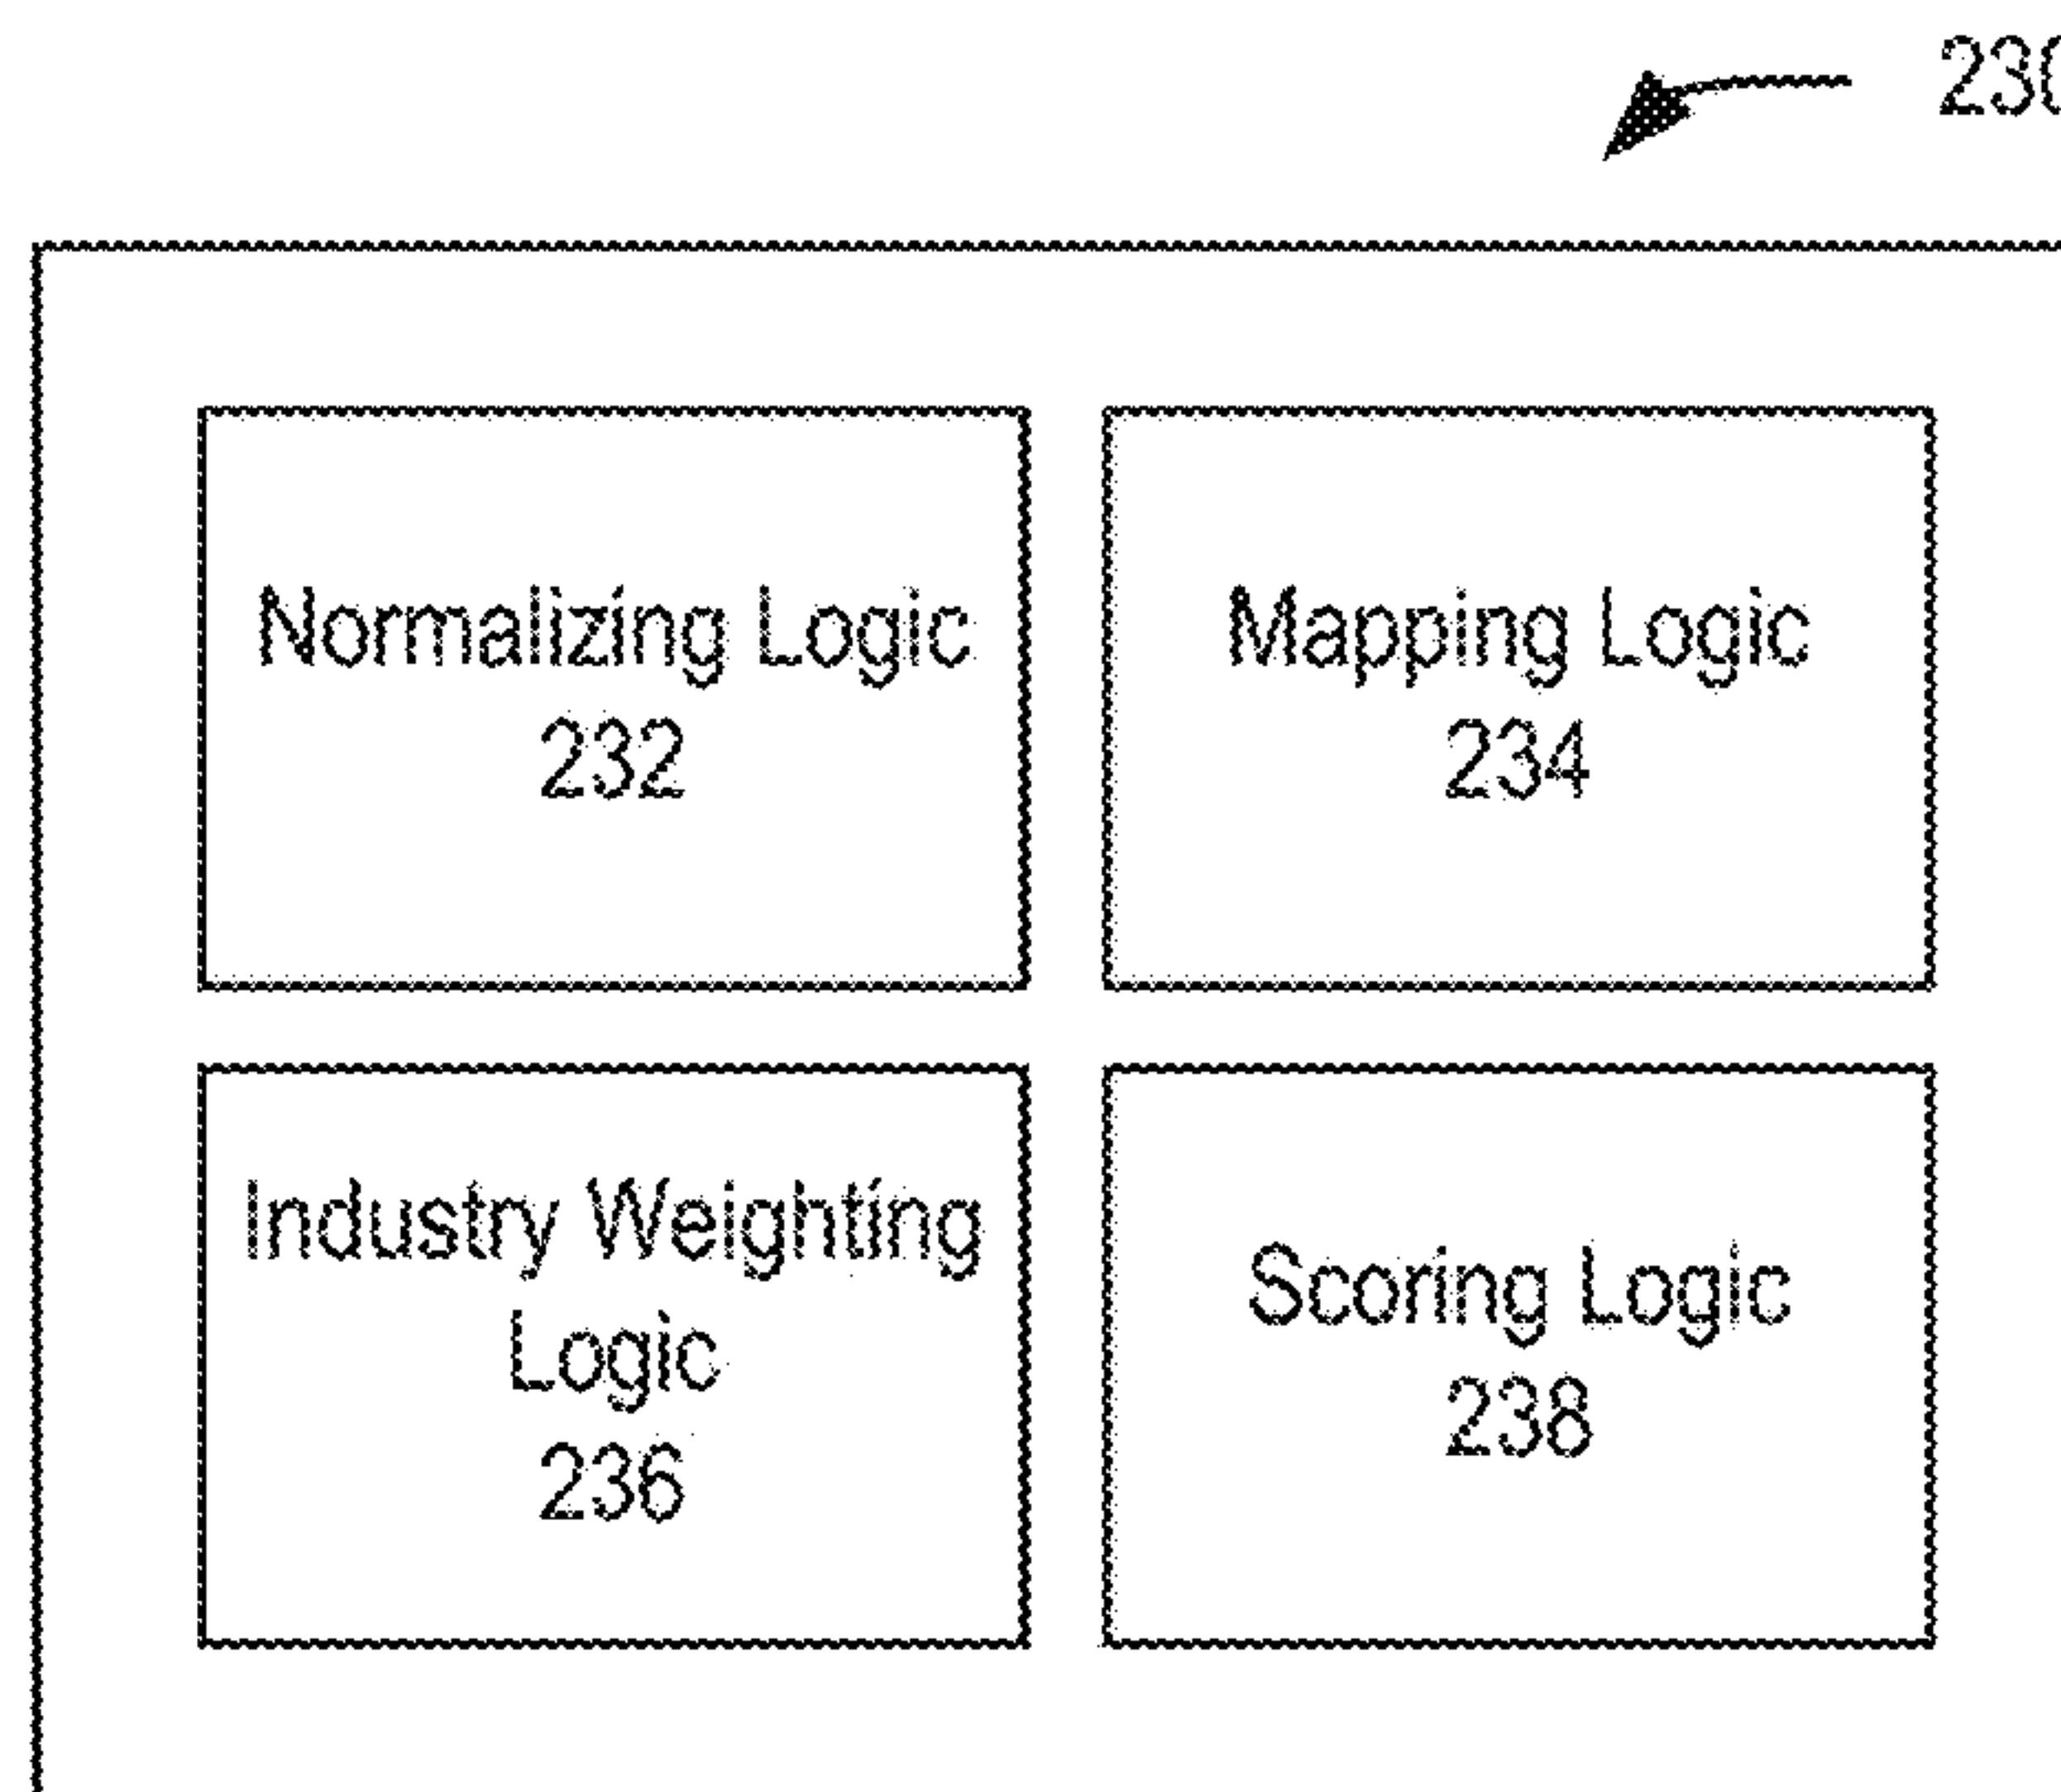 230
Normalizing Logic
232
Mapping Logic
234
Industry Weighting
Logic
236
Scoring Logic
238